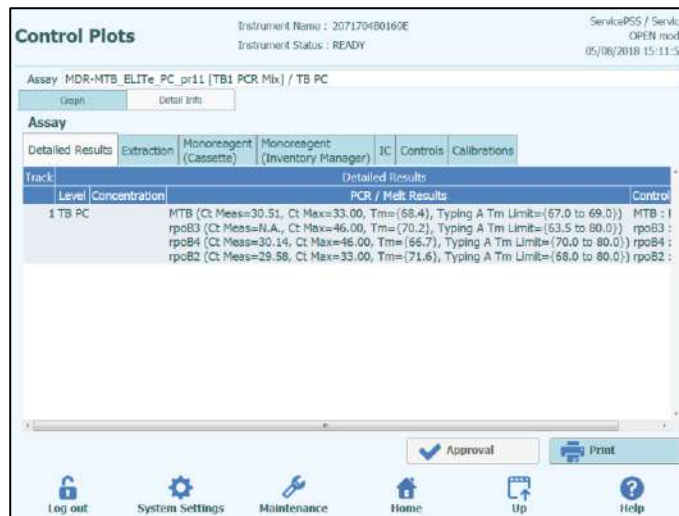 Control Plots
Instrument Name : 207170480160E
Instrument Status : READY
ServicePSS / Servic
OPEN mod
05/08/2018 15:11:5
Assay MDR-MTB_ELITe_PC_pr11 [TB1 PCR Mix] / TB PC
Graph Detail Info
Assay
Detailed Results Extraction Monoreagent (Cassette) Monoreagent (Inventory Manager) IC Controls Calibrations
Track Detailed Results
Level Concentration PCR / Melt Results Control
1 TB PC MTB (Ct Meas=30.51, Ct Max=33.00, Tm={68.4}, Typing A Tm Limit={67.0 to 69.0}) MTB :
rpoB3 (Ct Meas=N.A., Ct Max=46.00, Tm={70.2}, Typing A Tm Limit={63.5 to 80.0}) rpoB3 :
rpoB4 (Ct Meas=30.14, Ct Max=46.00, Tm={66.7}, Typing A Tm Limit={70.0 to 80.0}) rpoB4 :
rpoB2 (Ct Meas=29.58, Ct Max=33.00, Tm={71.6}, Typing A Tm Limit={68.0 to 80.0}) rpoB2 :
Approval Print
Log out System Settings Maintenance Home Up Help